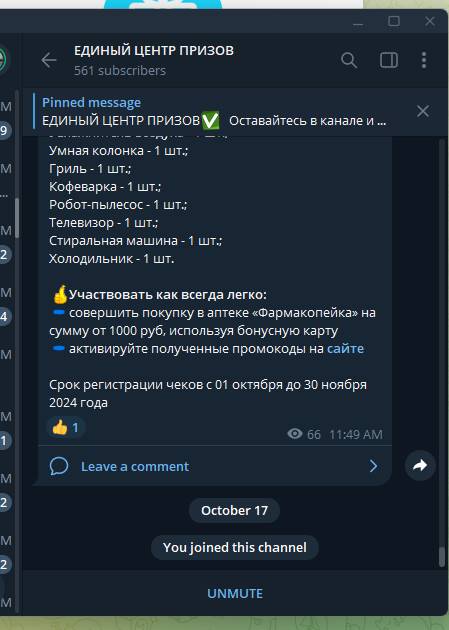 ЕДИНЫЙ ЦЕНТР ПРИЗОВ
561 subscribers
Pinned message
ЕДИНЫЙ ЦЕНТР ПРИЗОВ✅ Оставайтесь в канале и ...
Умная колонка - 1 шт.;
Гриль - 1 шт.;
Кофеварка - 1 шт.;
Робот-пылесос - 1 шт.;
Телевизор - 1 шт.;
Стиральная машина - 1 шт.;
Холодильник - 1 шт.
Участвовать как всегда легко:
совершить покупку в аптеке «Фармакопейка» на
сумму от 1000 руб, используя бонусную карту
активируйте полученные промокоды на сайте
Срок регистрации чеков с 01 октября до 30 ноября
2024 года
👍 1
66 11:49 AM
Leave a comment
October 17
You joined this channel
UNMUTE
M
9
M
...
M
2
M
4
M
M
1
M
2
M
2
M